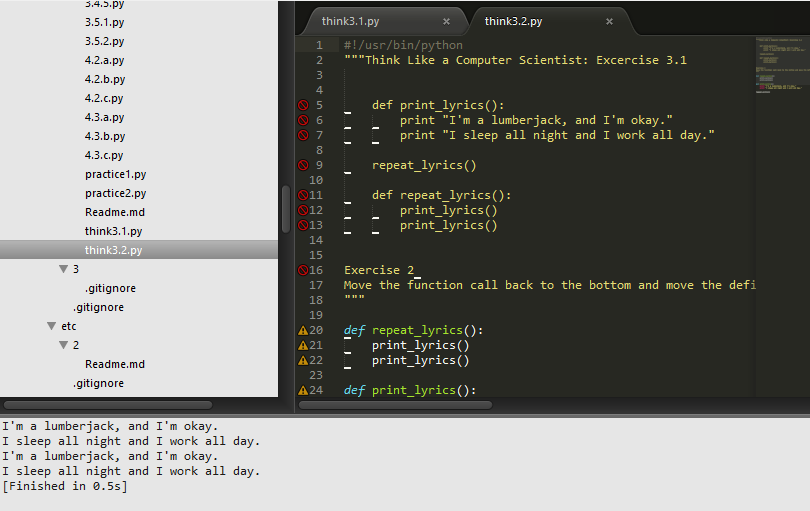 3.4.5.py
3.5.1.py
3.5.2.py
4.2.a.py
4.2.b.py
4.2.c.py
4.3.a.py
4.3.b.py
4.3.c.py
practice1.py
practice2.py
Readme.md
think3.1.py
think3.2.py
3
.gitignore
.gitignore
etc
2
Readme.md
.gitignore
think3.1.py × think3.2.py ×
1 #!/usr/bin/python
2 """Think Like a Computer Scientist: Excercise 3.1
3
4
5 def print_lyrics():
6 print "I'm a lumberjack, and I'm okay."
7 print "I sleep all night and I work all day."
8
9 repeat_lyrics()
10
11 def repeat_lyrics():
12 print_lyrics()
13 print_lyrics()
14
15
16 Exercise 2
17 Move the function call back to the bottom and move the defi
18 """
19
20 def repeat_lyrics():
21 print_lyrics()
22 print_lyrics()
23
24 def print_lyrics():
I'm a lumberjack, and I'm okay.
I sleep all night and I work all day.
I'm a lumberjack, and I'm okay.
I sleep all night and I work all day.
[Finished in 0.5s]